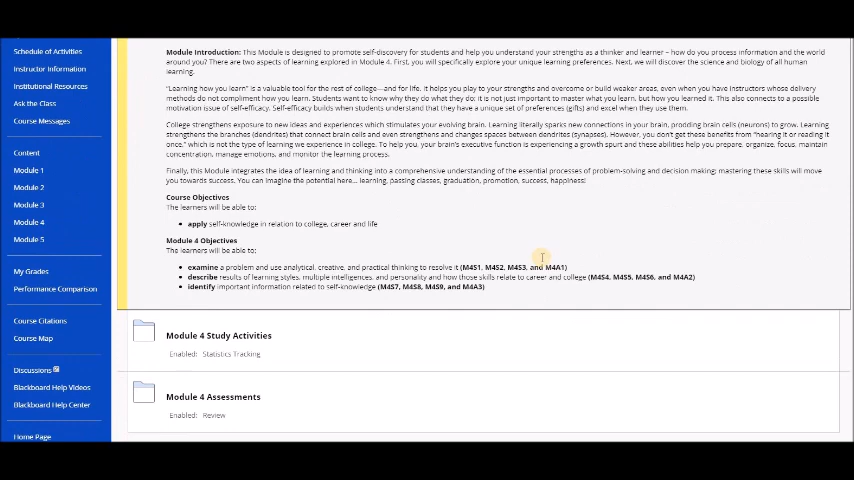 Schedule of Activities
Instructor Information
Institutional Resources
Ask the Class
Course Messages
Content
Module 1
Module 2
Module 3
Module 4
Module 5
My Grades
Performance Comparison
Course Citations
Course Map
Discussions
Blackboard Help Videos
Blackboard Help Center
Home Page
Module Introduction: This Module is designed to promote self-discovery for students and help you understand your strengths as a thinker and learner – how do you process information and the world
around you? There are two aspects of learning explored in Module 4. First, you will specifically explore your unique learning preferences. Next, we will discover the science and biology of all human
learning.
"Learning how you learn" is a valuable tool for the rest of college—and for life. It helps you play to your strengths and overcome or build weaker areas, even when you have instructors whose delivery
methods do not compliment how you learn. Students want to know why they do what they do; it is not just important to master what you learn, but how you learned it. This also connects to a possible
motivation issue of self-efficacy. Self-efficacy builds when students understand that they have a unique set of preferences (gifts) and excel when they use them.
College strengthens exposure to new ideas and experiences which stimulates your evolving brain. Learning literally sparks new connections in your brain, prodding brain cells (neurons) to grow. Learning
strengthens the branches (dendrites) that connect brain cells and even strengthens and changes spaces between dendrites (synapses). However, you don't get these benefits from "hearing it or reading it
once," which is not the type of learning we experience in college. To help you, your brain's executive function is experiencing a growth spurt and these abilities help you prepare, organize, focus, maintain
concentration, manage emotions, and monitor the learning process.
Finally, this Module integrates the idea of learning and thinking into a comprehensive understanding of the essential processes of problem-solving and decision making; mastering these skills will move
you towards success. You can imagine the potential here... learning, passing classes, graduation, promotion, success, happiness!
Course Objectives
The learners will be able to:
• apply self-knowledge in relation to college, career and life
Module 4 Objectives
The learners will be able to:
• examine a problem and use analytical, creative, and practical thinking to resolve it (M4S1, M4S2, M4S3, and M4A1)
• describe results of learning styles, multiple intelligences, and personality and how those skills relate to career and college (M4S4, M4S5, M4S6, and M4A2)
• identify important information related to self-knowledge (M4S7, M4S8, M4S9, and M4A3)
Module 4 Study Activities
Enabled: Statistics Tracking
Module 4 Assessments
Enabled: Review